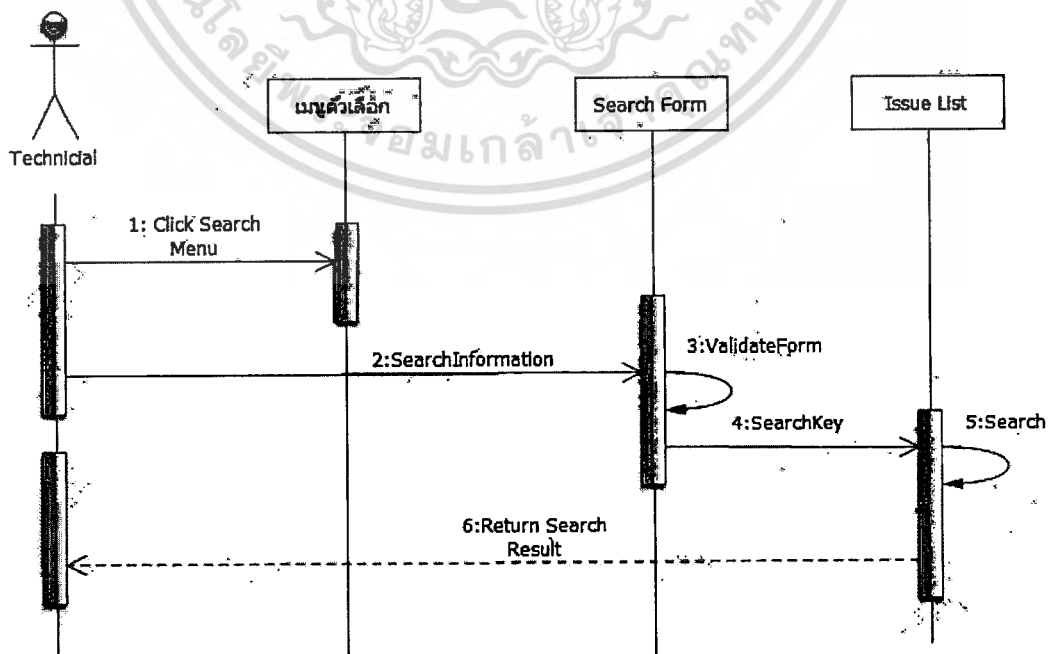 เมนูตัวเลือก
Search Form
Issue List
Technicial
1: Click Search
Menu
2:SearchInformation
3:ValidateForm
4:SearchKey
5:Search
6:Return Search
Result